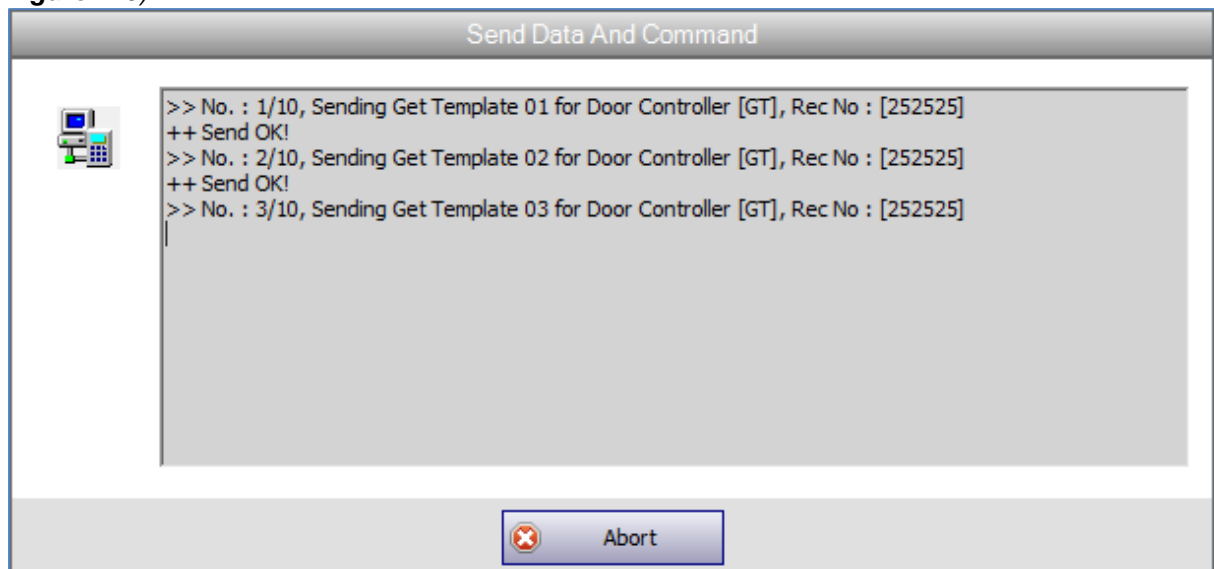 Send Data And Command
>> No. : 1/10, Sending Get Template 01 for Door Controller [GT], Rec No : [252525]
++ Send OK!
>> No. : 2/10, Sending Get Template 02 for Door Controller [GT], Rec No : [252525]
++ Send OK!
>> No. : 3/10, Sending Get Template 03 for Door Controller [GT], Rec No : [252525]
Abort